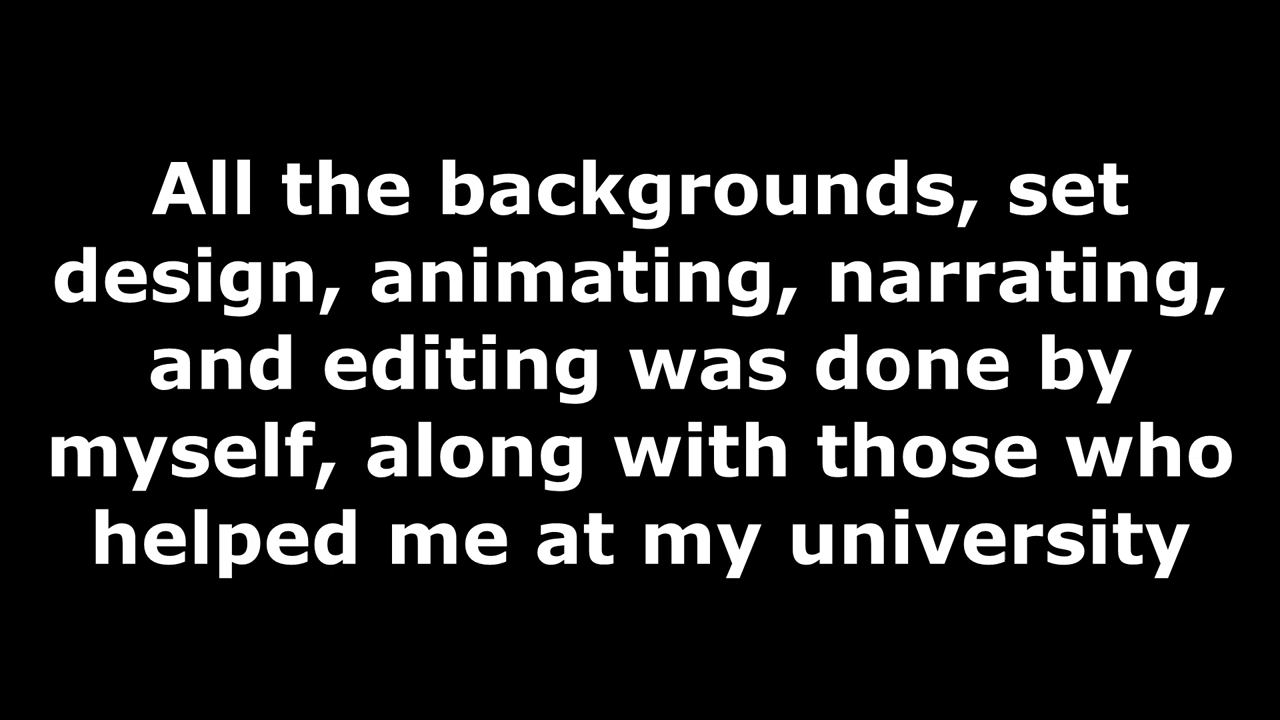 All the backgrounds, set
design, animating, narrating,
and editing was done by
myself, along with those who
helped me at my university